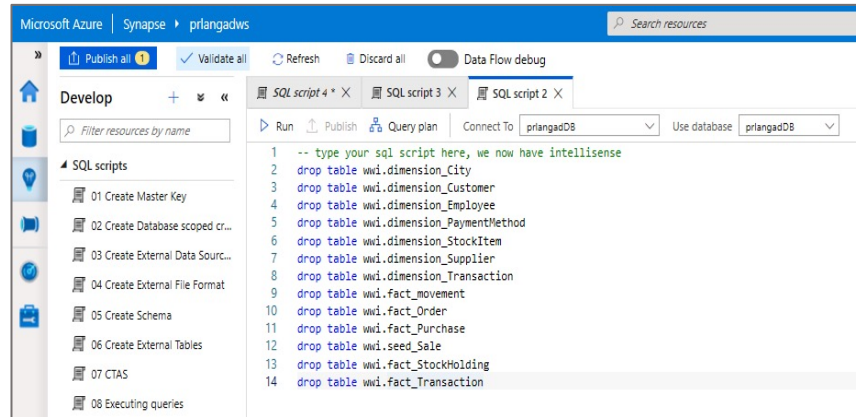 Microsoft Azure | Synapse ▸ prlangadws
Search resources
Publish all 1 Validate all Refresh Discard all Data Flow debug
Develop
Filter resources by name
SQL scripts
01 Create Master Key
02 Create Database scoped cr...
03 Create External Data Sourc...
04 Create External File Format
05 Create Schema
06 Create External Tables
07 CTAS
08 Executing queries
SQL script 4 * SQL script 3 SQL script 2
Run Publish Query plan Connect To prlangadDB Use database prlangadDB
1 -- type your sql script here, we now have intellisense
2 drop table wwi.dimension_City
3 drop table wwi.dimension_Customer
4 drop table wwi.dimension_Employee
5 drop table wwi.dimension_PaymentMethod
6 drop table wwi.dimension_StockItem
7 drop table wwi.dimension_Supplier
8 drop table wwi.dimension_Transaction
9 drop table wwi.fact_movement
10 drop table wwi.fact_Order
11 drop table wwi.fact_Purchase
12 drop table wwi.seed_Sale
13 drop table wwi.fact_StockHolding
14 drop table wwi.fact_Transaction